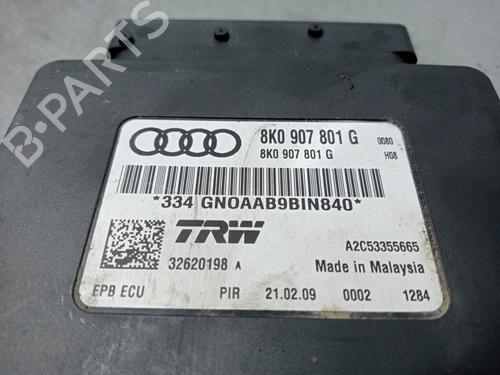 B-PARTS
8K0 907 801 G 0080
8K0 907 801 G H08
*334 GNOAAB9BIN840*
TRW
A2C53355665
32620198 A
Made in Malaysia
EPB ECU PIR 21.02.09 0002 1284